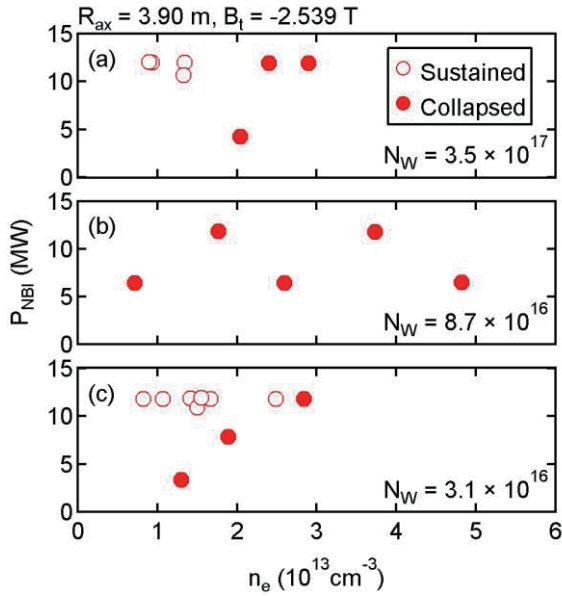 R_ax = 3.90 m, B_t = -2.539 T
15
10
5
0
(a)
Sustained
Collapsed
N_W = 3.5 × 10^17
15
10
5
0
(b)
N_W = 8.7 × 10^16
15
10
5
0
(c)
N_W = 3.1 × 10^16
P_NBI (MW)
0 1 2 3 4 5 6
n_e (10^13 cm^-3)